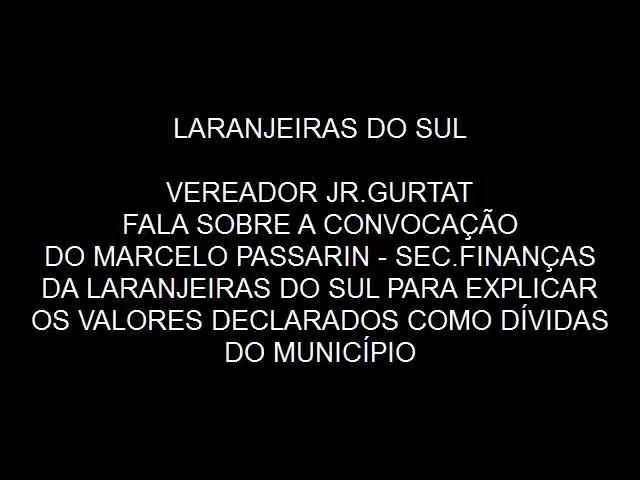 LARANJEIRAS DO SUL
VEREADOR JR.GURTAT
FALA SOBRE A CONVOCAÇÃO
DO MARCELO PASSARIN - SEC.FINANÇAS
DA LARANJEIRAS DO SUL PARA EXPLICAR
OS VALORES DECLARADOS COMO DÍVIDAS
DO MUNICÍPIO